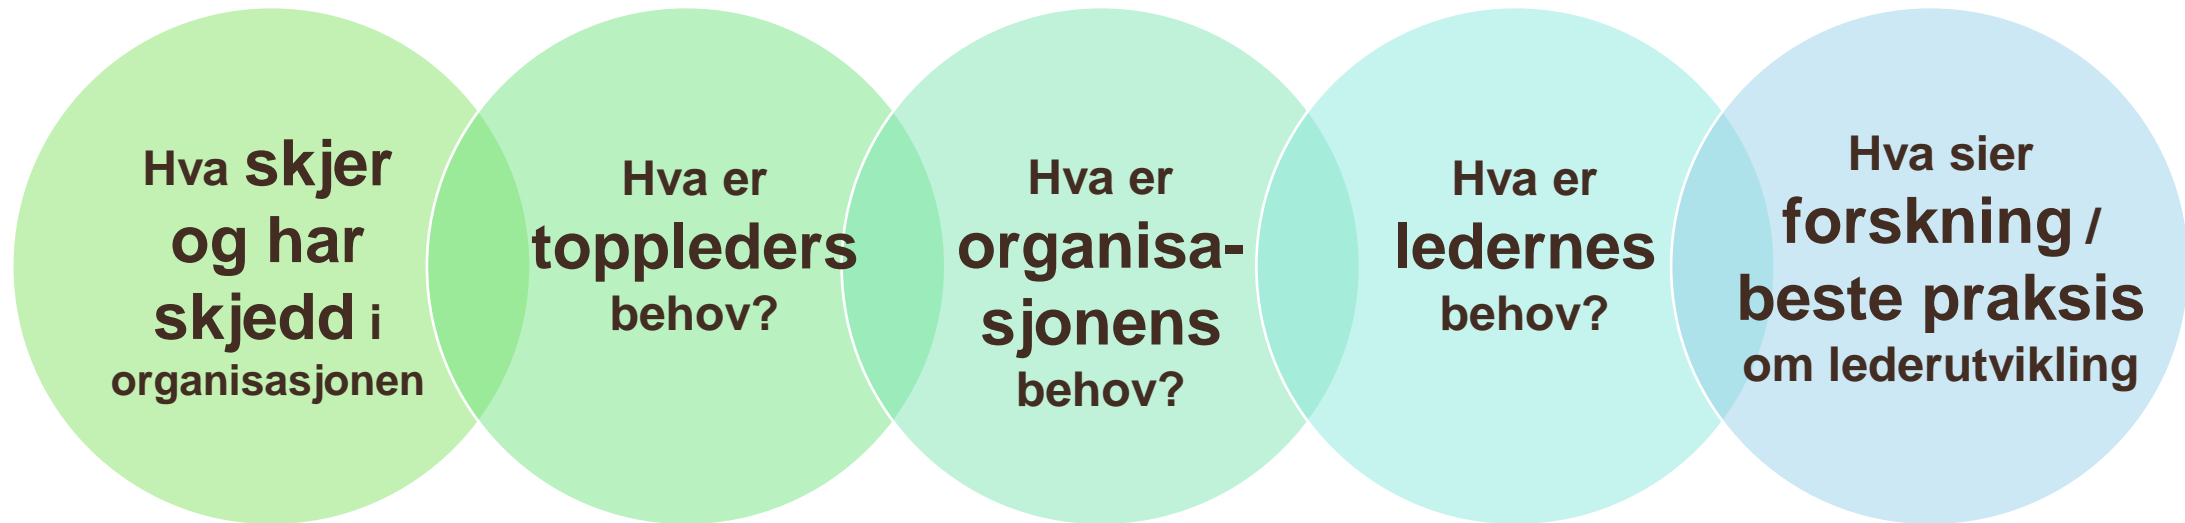 Hva skjer
og har
skjedd i
organisasjonen
Hva er
toppleders
behov?
Hva er
organisa-
sjonens
behov?
Hva er
ledernes
behov?
Hva sier
forskning /
beste praksis
om lederutvikling